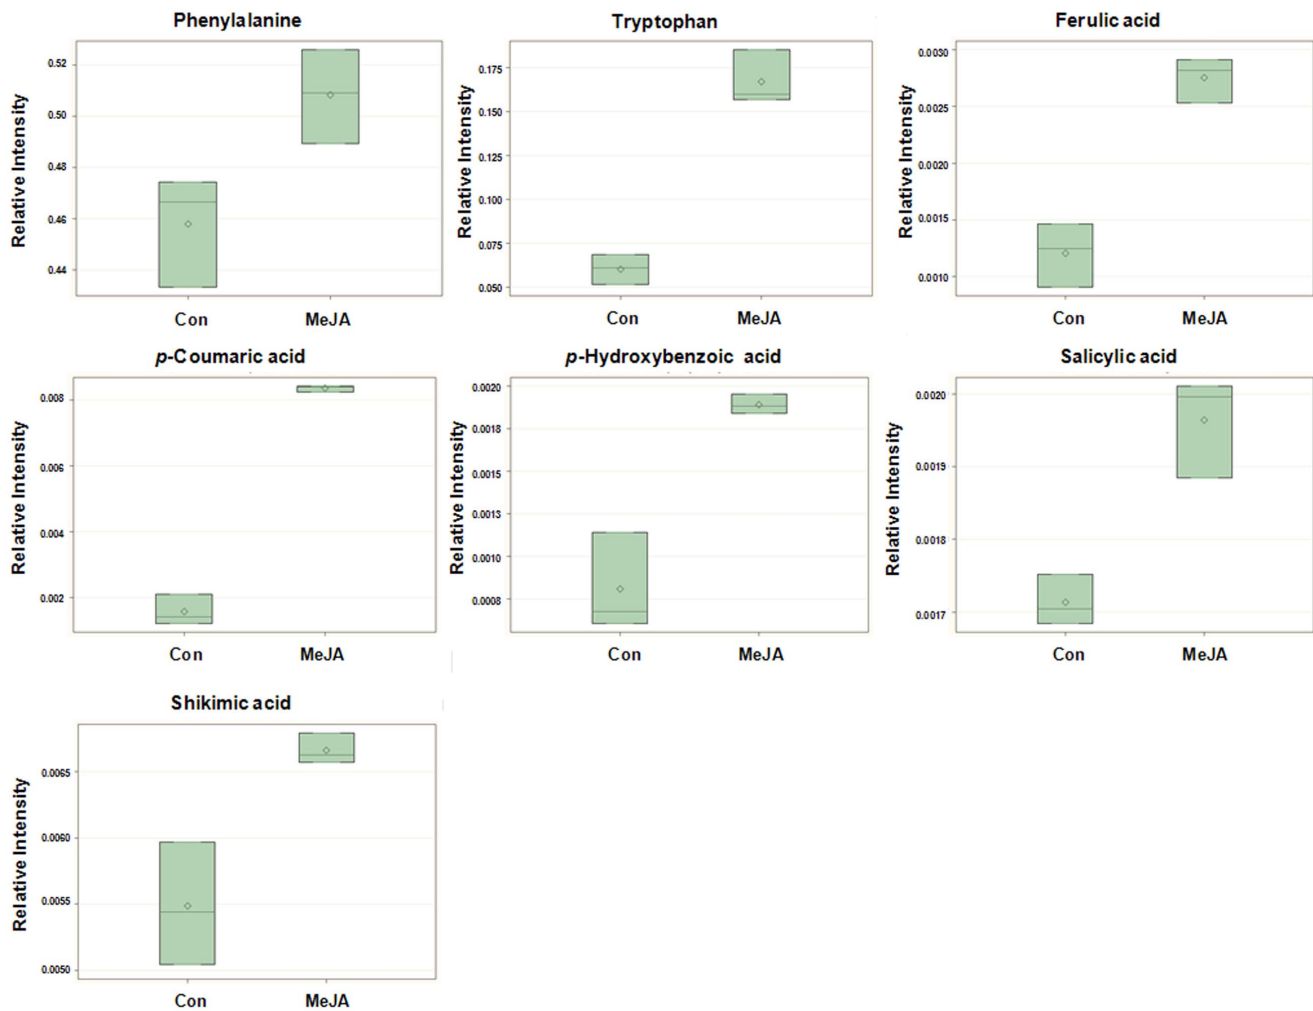 Phenylalanine
Relative Intensity
0.52
0.50
0.48
0.46
0.44
Con MeJA
Tryptophan
Relative Intensity
0.175
0.150
0.125
0.100
0.075
0.050
Con MeJA
Ferulic acid
Relative Intensity
0.0030
0.0025
0.0020
0.0015
0.0010
Con MeJA
p-Coumaric acid
Relative Intensity
0.008
0.006
0.004
0.002
Con MeJA
p-Hydroxybenzoic acid
Relative Intensity
0.0020
0.0018
0.0015
0.0013
0.0010
0.0008
Con MeJA
Salicylic acid
Relative Intensity
0.0020
0.0019
0.0018
0.0017
Con MeJA
Shikimic acid
Relative Intensity
0.0065
0.0060
0.0055
0.0050
Con MeJA